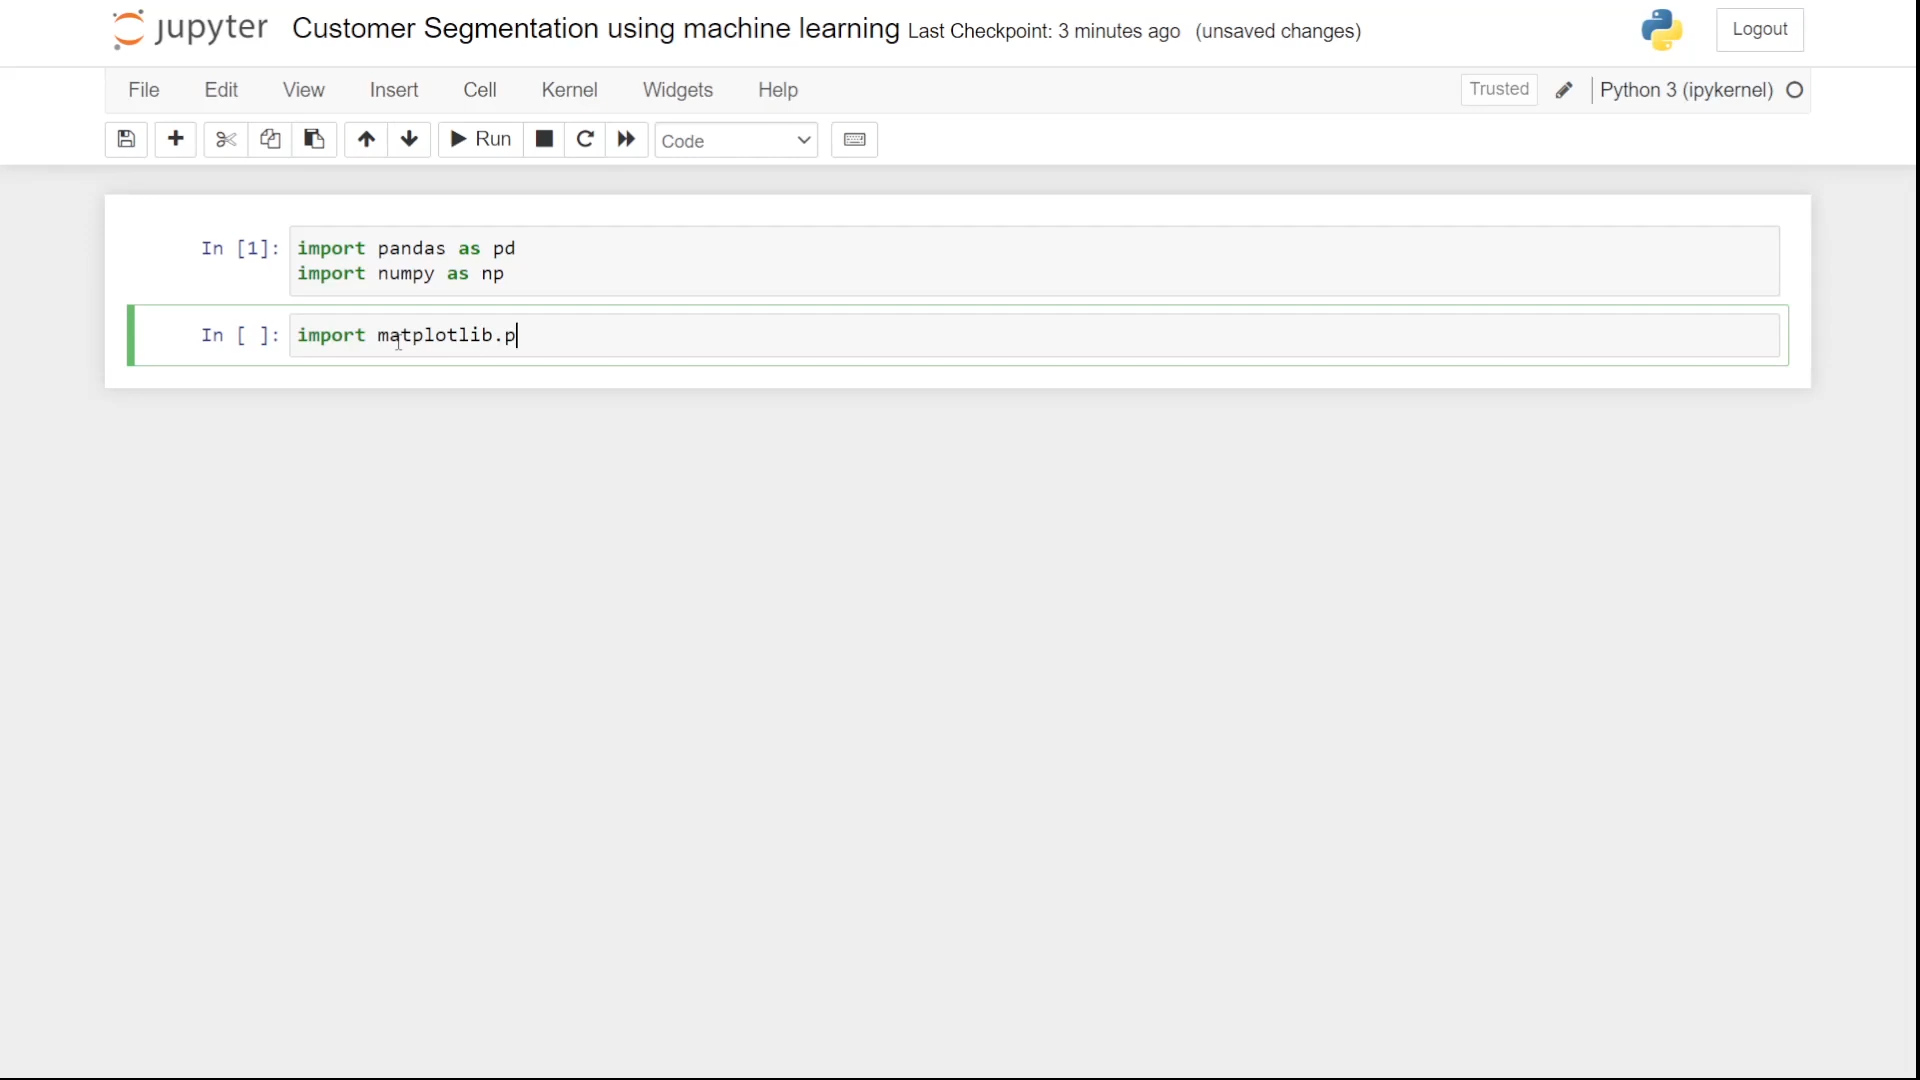 jupyter Customer Segmentation using machine learning Last Checkpoint: 3 minutes ago (unsaved changes) Logout
File Edit View Insert Cell Kernel Widgets Help Trusted Python 3 (ipykernel)
Run Code
In [1]: import pandas as pd
import numpy as np
In [ ]: import matplotlib.p